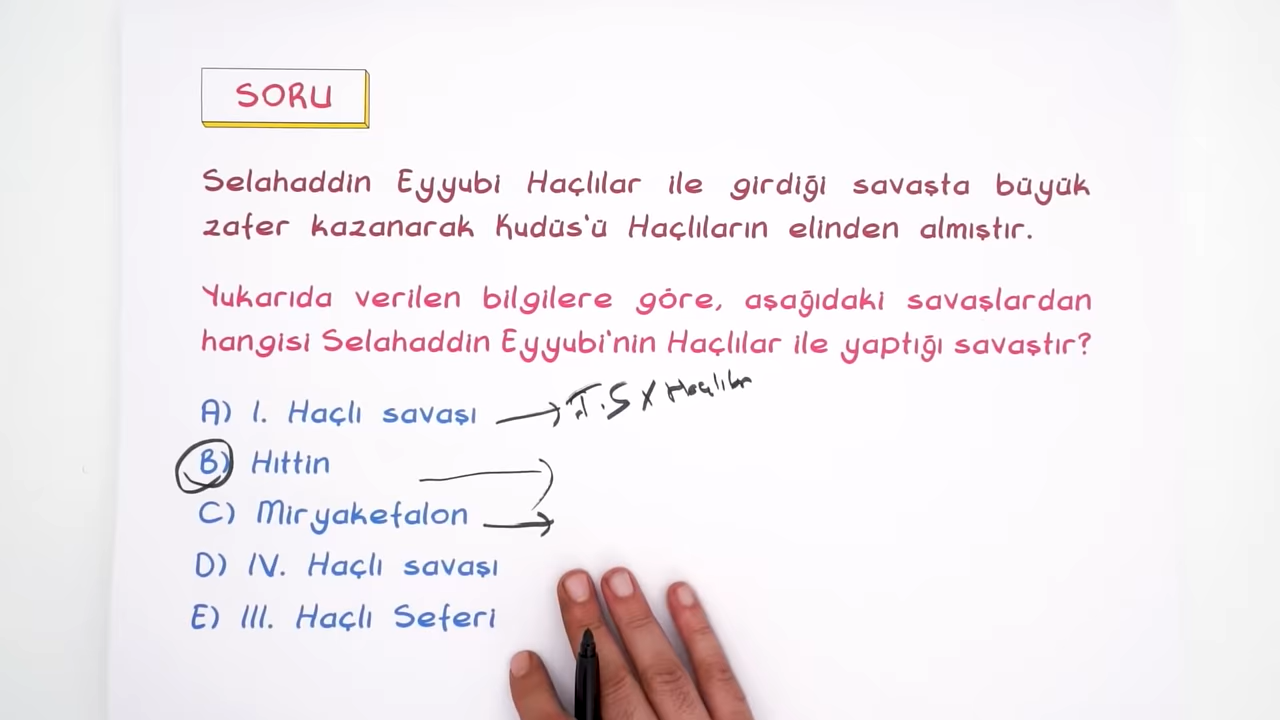 SORU
Selahaddin Eyyubi Haçlılar ile girdiği savaşta büyük
zafer kazanarak Kudüs'ü Haçlıların elinden almıştır.
Yukarıda verilen bilgilere göre, aşağıdaki savaşlardan
hangisi Selahaddin Eyyubi'nin Haçlılar ile yaptığı savaştır?
A) I. Haçlı savaşı → T.S X Haçlılar
B) Hıttin
C) Miryakefalon →
D) IV. Haçlı savaşı
E) III. Haçlı Seferi